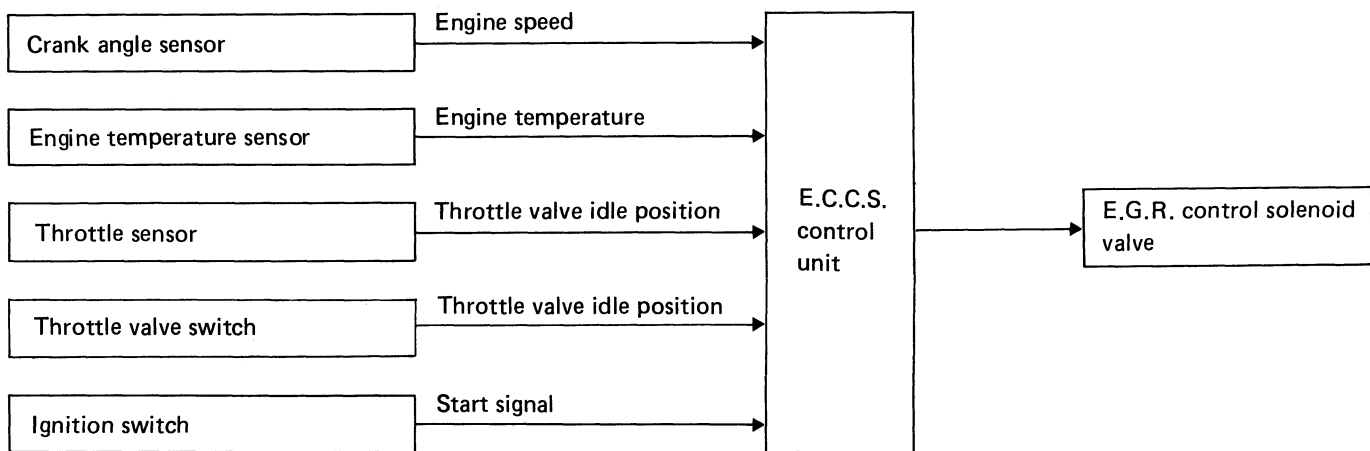 Crank angle sensor
Engine speed
Engine temperature sensor
Engine temperature
Throttle sensor
Throttle valve idle position
Throttle valve switch
Throttle valve idle position
Ignition switch
Start signal
E.C.C.S.
control
unit
E.G.R. control solenoid
valve